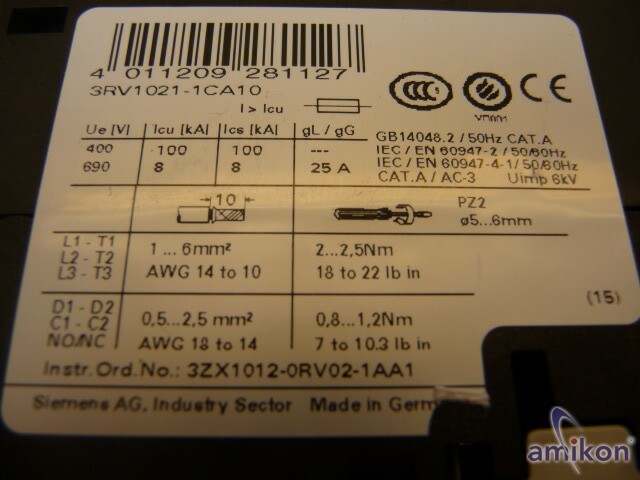 4 011209 281127
3RV1021-1CA10
I > Icu
Ue [V] Icu [kA] Ics [kA] gL / gG
400 100 100 ---
690 8 8 25 A
GB14048.2 / 50Hz CAT.A
IEC / EN 60947-2 / 50/60Hz
IEC / EN 60947-4-1/ 50/60Hz
CAT.A / AC-3 Uimp 6kV
10
PZ2
ø5...6mm
L1 - T1
L2 - T2
L3 - T3
1 ... 6mm²
AWG 14 to 10
2...2,5Nm
18 to 22 lb in
(15)
D1 - D2
C1 - C2
NO/NC
0,5...2,5 mm²
AWG 18 to 14
0,8...1,2Nm
7 to 10.3 lb in
Instr.Ord.No.: 3ZX1012-0RV02-1AA1
Siemens AG, Industry Sector Made in Germ
amikon